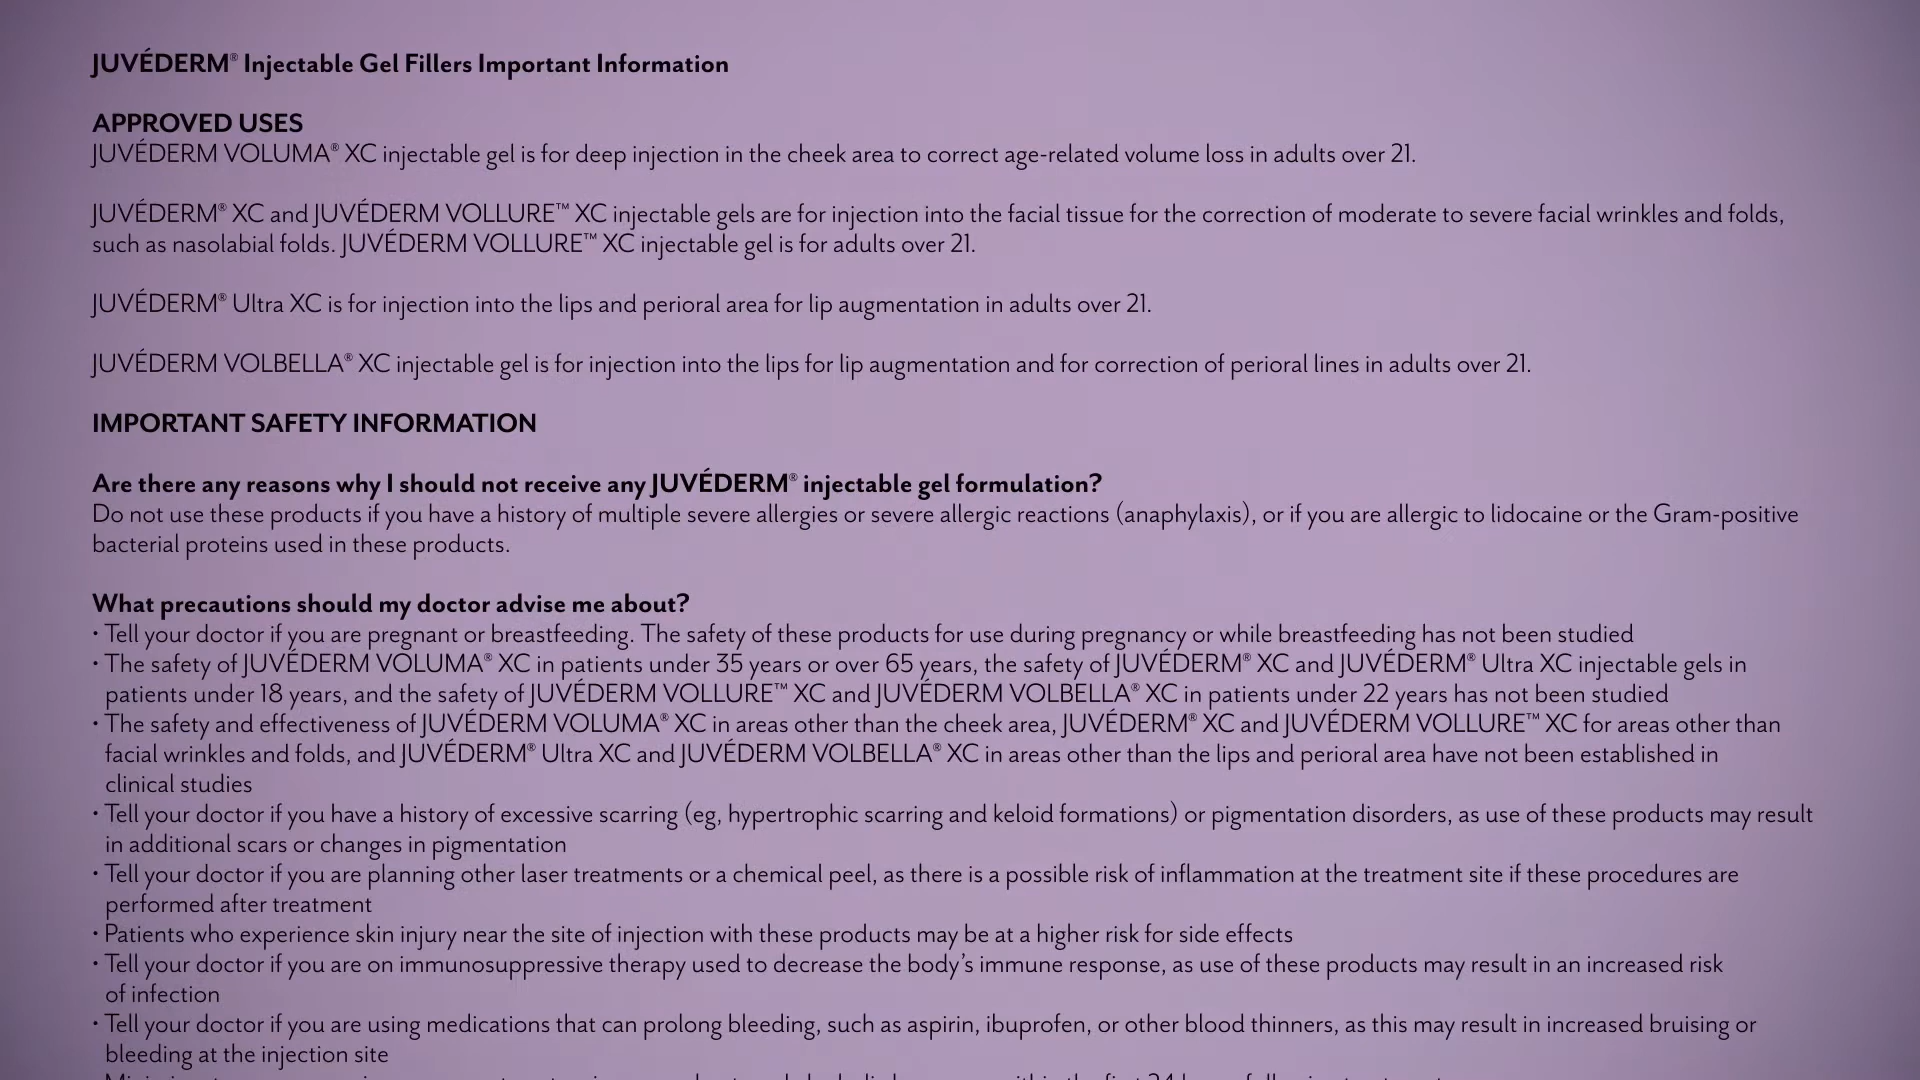 JUVÉDERM® Injectable Gel Fillers Important Information
APPROVED USES
JUVÉDERM VOLUMA® XC injectable gel is for deep injection in the cheek area to correct age-related volume loss in adults over 21.
JUVÉDERM® XC and JUVÉDERM VOLLURE™ XC injectable gels are for injection into the facial tissue for the correction of moderate to severe facial wrinkles and folds,
such as nasolabial folds. JUVÉDERM VOLLURE™ XC injectable gel is for adults over 21.
JUVÉDERM® Ultra XC is for injection into the lips and perioral area for lip augmentation in adults over 21.
JUVÉDERM VOLBELLA® XC injectable gel is for injection into the lips for lip augmentation and for correction of perioral lines in adults over 21.
IMPORTANT SAFETY INFORMATION
Are there any reasons why I should not receive any JUVÉDERM® injectable gel formulation?
Do not use these products if you have a history of multiple severe allergies or severe allergic reactions (anaphylaxis), or if you are allergic to lidocaine or the Gram-positive
bacterial proteins used in these products.
What precautions should my doctor advise me about?
• Tell your doctor if you are pregnant or breastfeeding. The safety of these products for use during pregnancy or while breastfeeding has not been studied
• The safety of JUVÉDERM VOLUMA® XC in patients under 35 years or over 65 years, the safety of JUVÉDERM® XC and JUVÉDERM® Ultra XC injectable gels in
patients under 18 years, and the safety of JUVÉDERM VOLLURE™ XC and JUVÉDERM VOLBELLA® XC in patients under 22 years has not been studied
• The safety and effectiveness of JUVÉDERM VOLUMA® XC in areas other than the cheek area, JUVÉDERM® XC and JUVÉDERM VOLLURE™ XC for areas other than
facial wrinkles and folds, and JUVÉDERM® Ultra XC and JUVÉDERM VOLBELLA® XC in areas other than the lips and perioral area have not been established in
clinical studies
• Tell your doctor if you have a history of excessive scarring (eg, hypertrophic scarring and keloid formations) or pigmentation disorders, as use of these products may result
in additional scars or changes in pigmentation
• Tell your doctor if you are planning other laser treatments or a chemical peel, as there is a possible risk of inflammation at the treatment site if these procedures are
performed after treatment
• Patients who experience skin injury near the site of injection with these products may be at a higher risk for side effects
• Tell your doctor if you are on immunosuppressive therapy used to decrease the body’s immune response, as use of these products may result in an increased risk
of infection
• Tell your doctor if you are using medications that can prolong bleeding, such as aspirin, ibuprofen, or other blood thinners, as this may result in increased bruising or
bleeding at the injection site